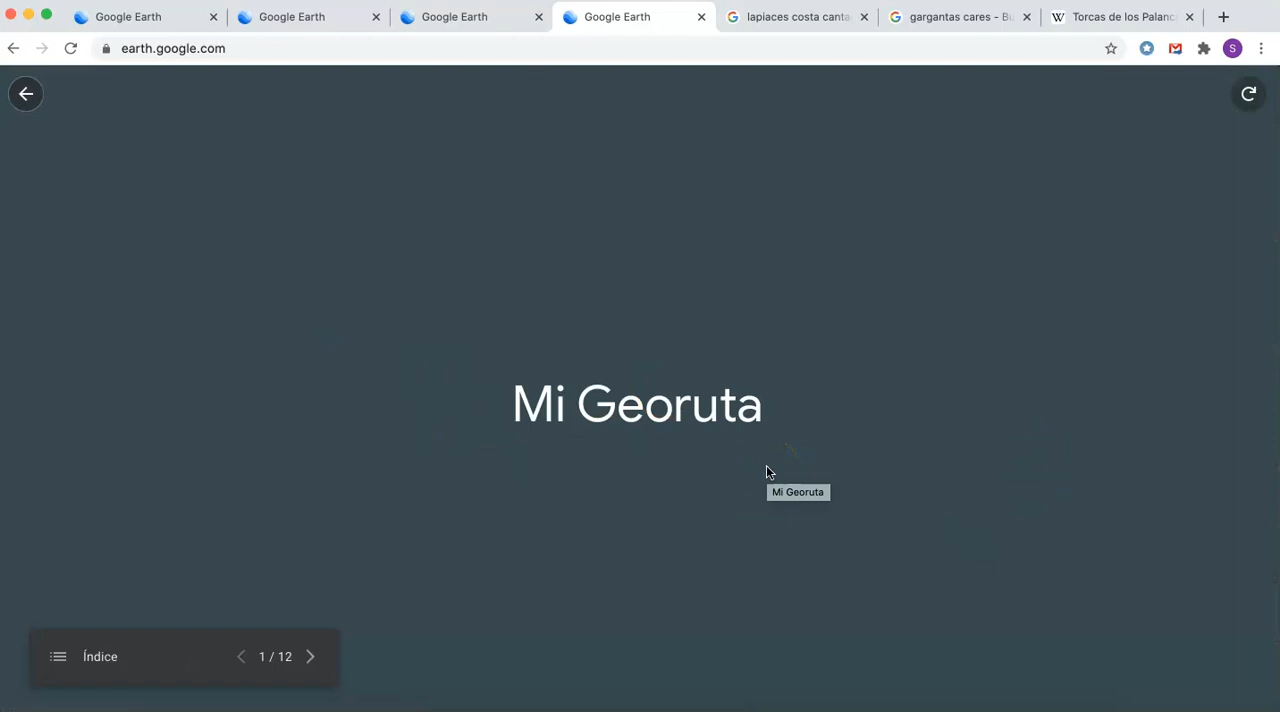 Google Earth
Google Earth
Google Earth
Google Earth
lapiaces costa canta
gargantas cares - Bu
Torcas de los Palanc
earth.google.com
S
Mi Georuta
Mi Georuta
Índice
1 / 12